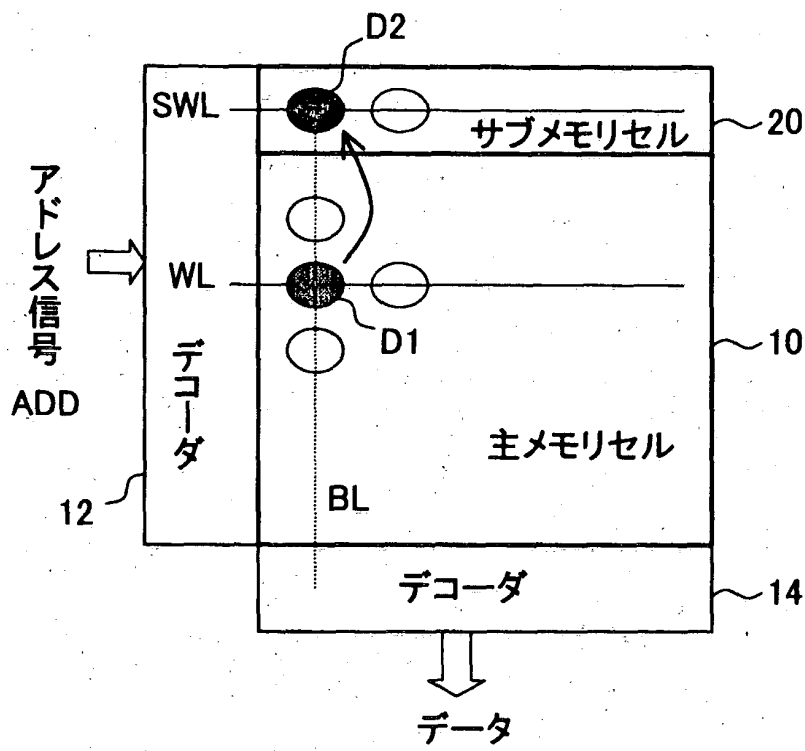 D2
SWL
サブメモリセル
20
アドレス信号
ADD
WL
D1
デコーダ
10
主メモリセル
12
BL
デコーダ
14
データ